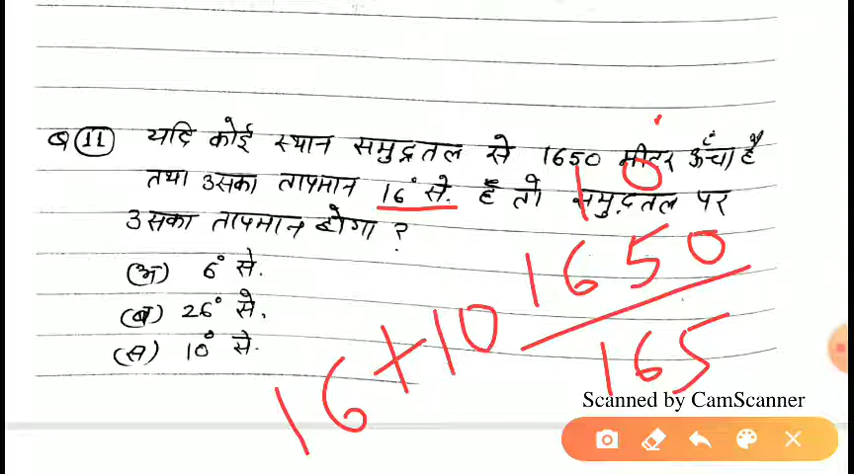 Q (11) यदि कोई स्थान समुद्रतल से 1650 मीटर ऊँचा है
तथा उसका तापमान 16° से. है तो समुद्रतल पर
उसका तापमान होगा ?
(अ) 6° से.
(ब) 26° से.
(स) 10° से.
10
1650
165
16+10
Scanned by CamScanner